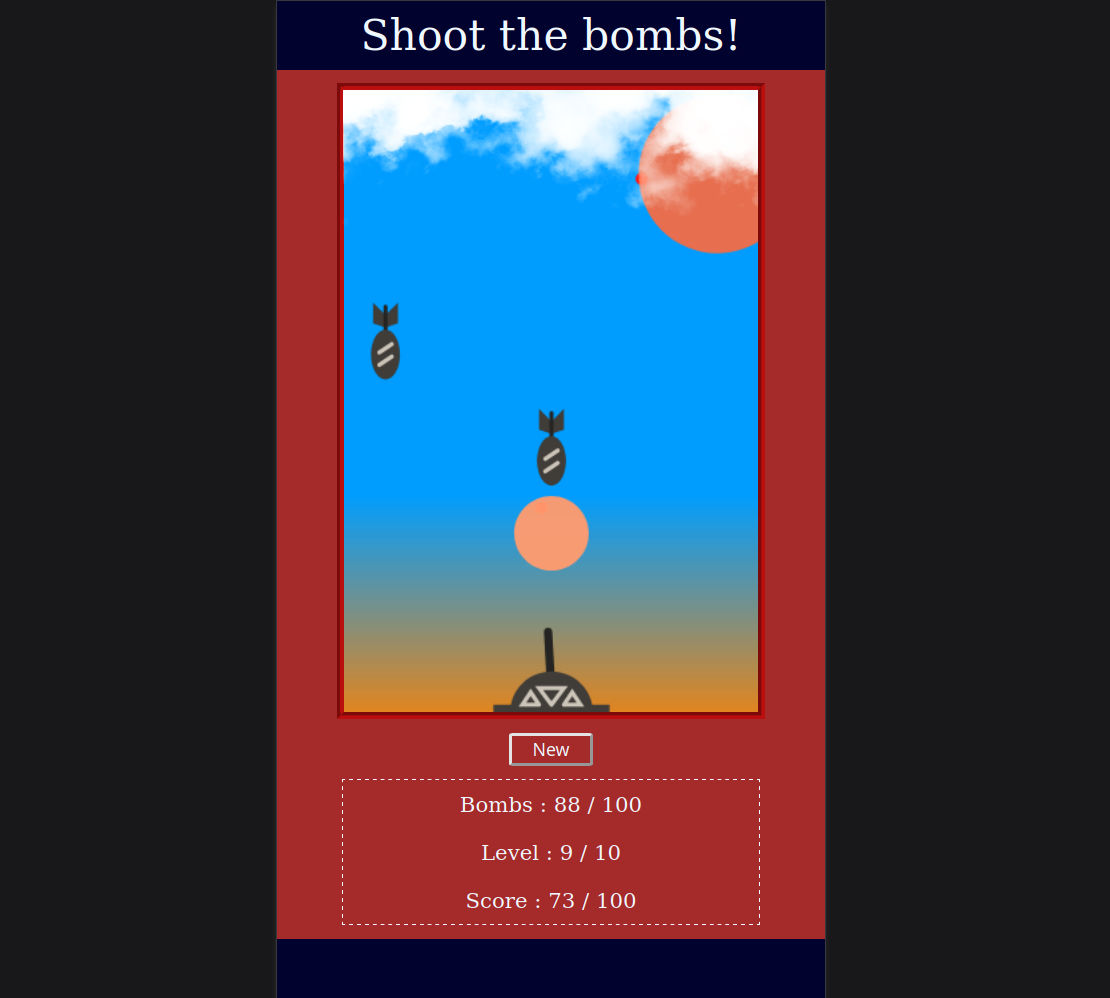 Shoot the bombs!
New
Bombs : 88 / 100
Level : 9 / 10
Score : 73 / 100